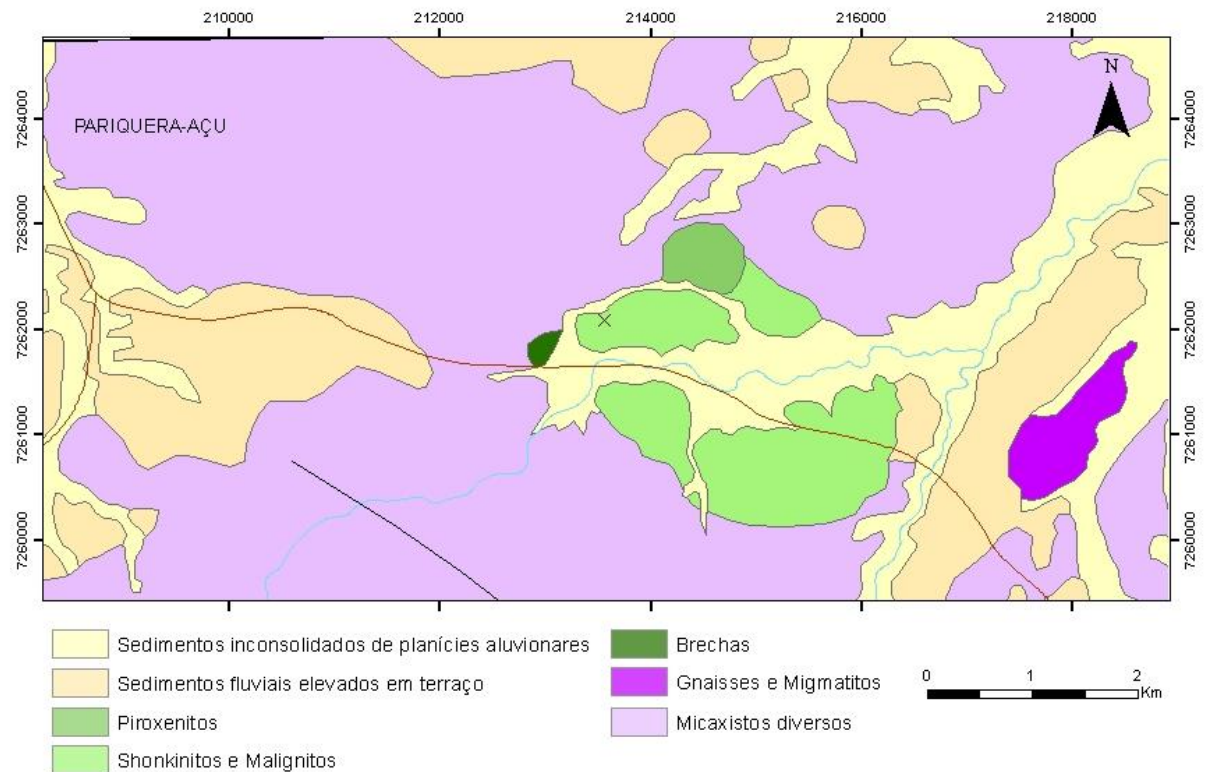 210000 212000 214000 216000 218000
N
PARIQUERA-AÇU
7264000 7264000
7263000 7263000
7262000 7262000
7261000 7261000
7260000 7260000
210000 212000 214000 216000 218000
Sedimentos inconsolidados de planícies aluvionares
Sedimentos fluviais elevados em terraço
Piroxenitos
Shonkinitos e Malignitos
Brechas
Gnaisses e Migmatitos
Micaxistos diversos
0 1 2
Km